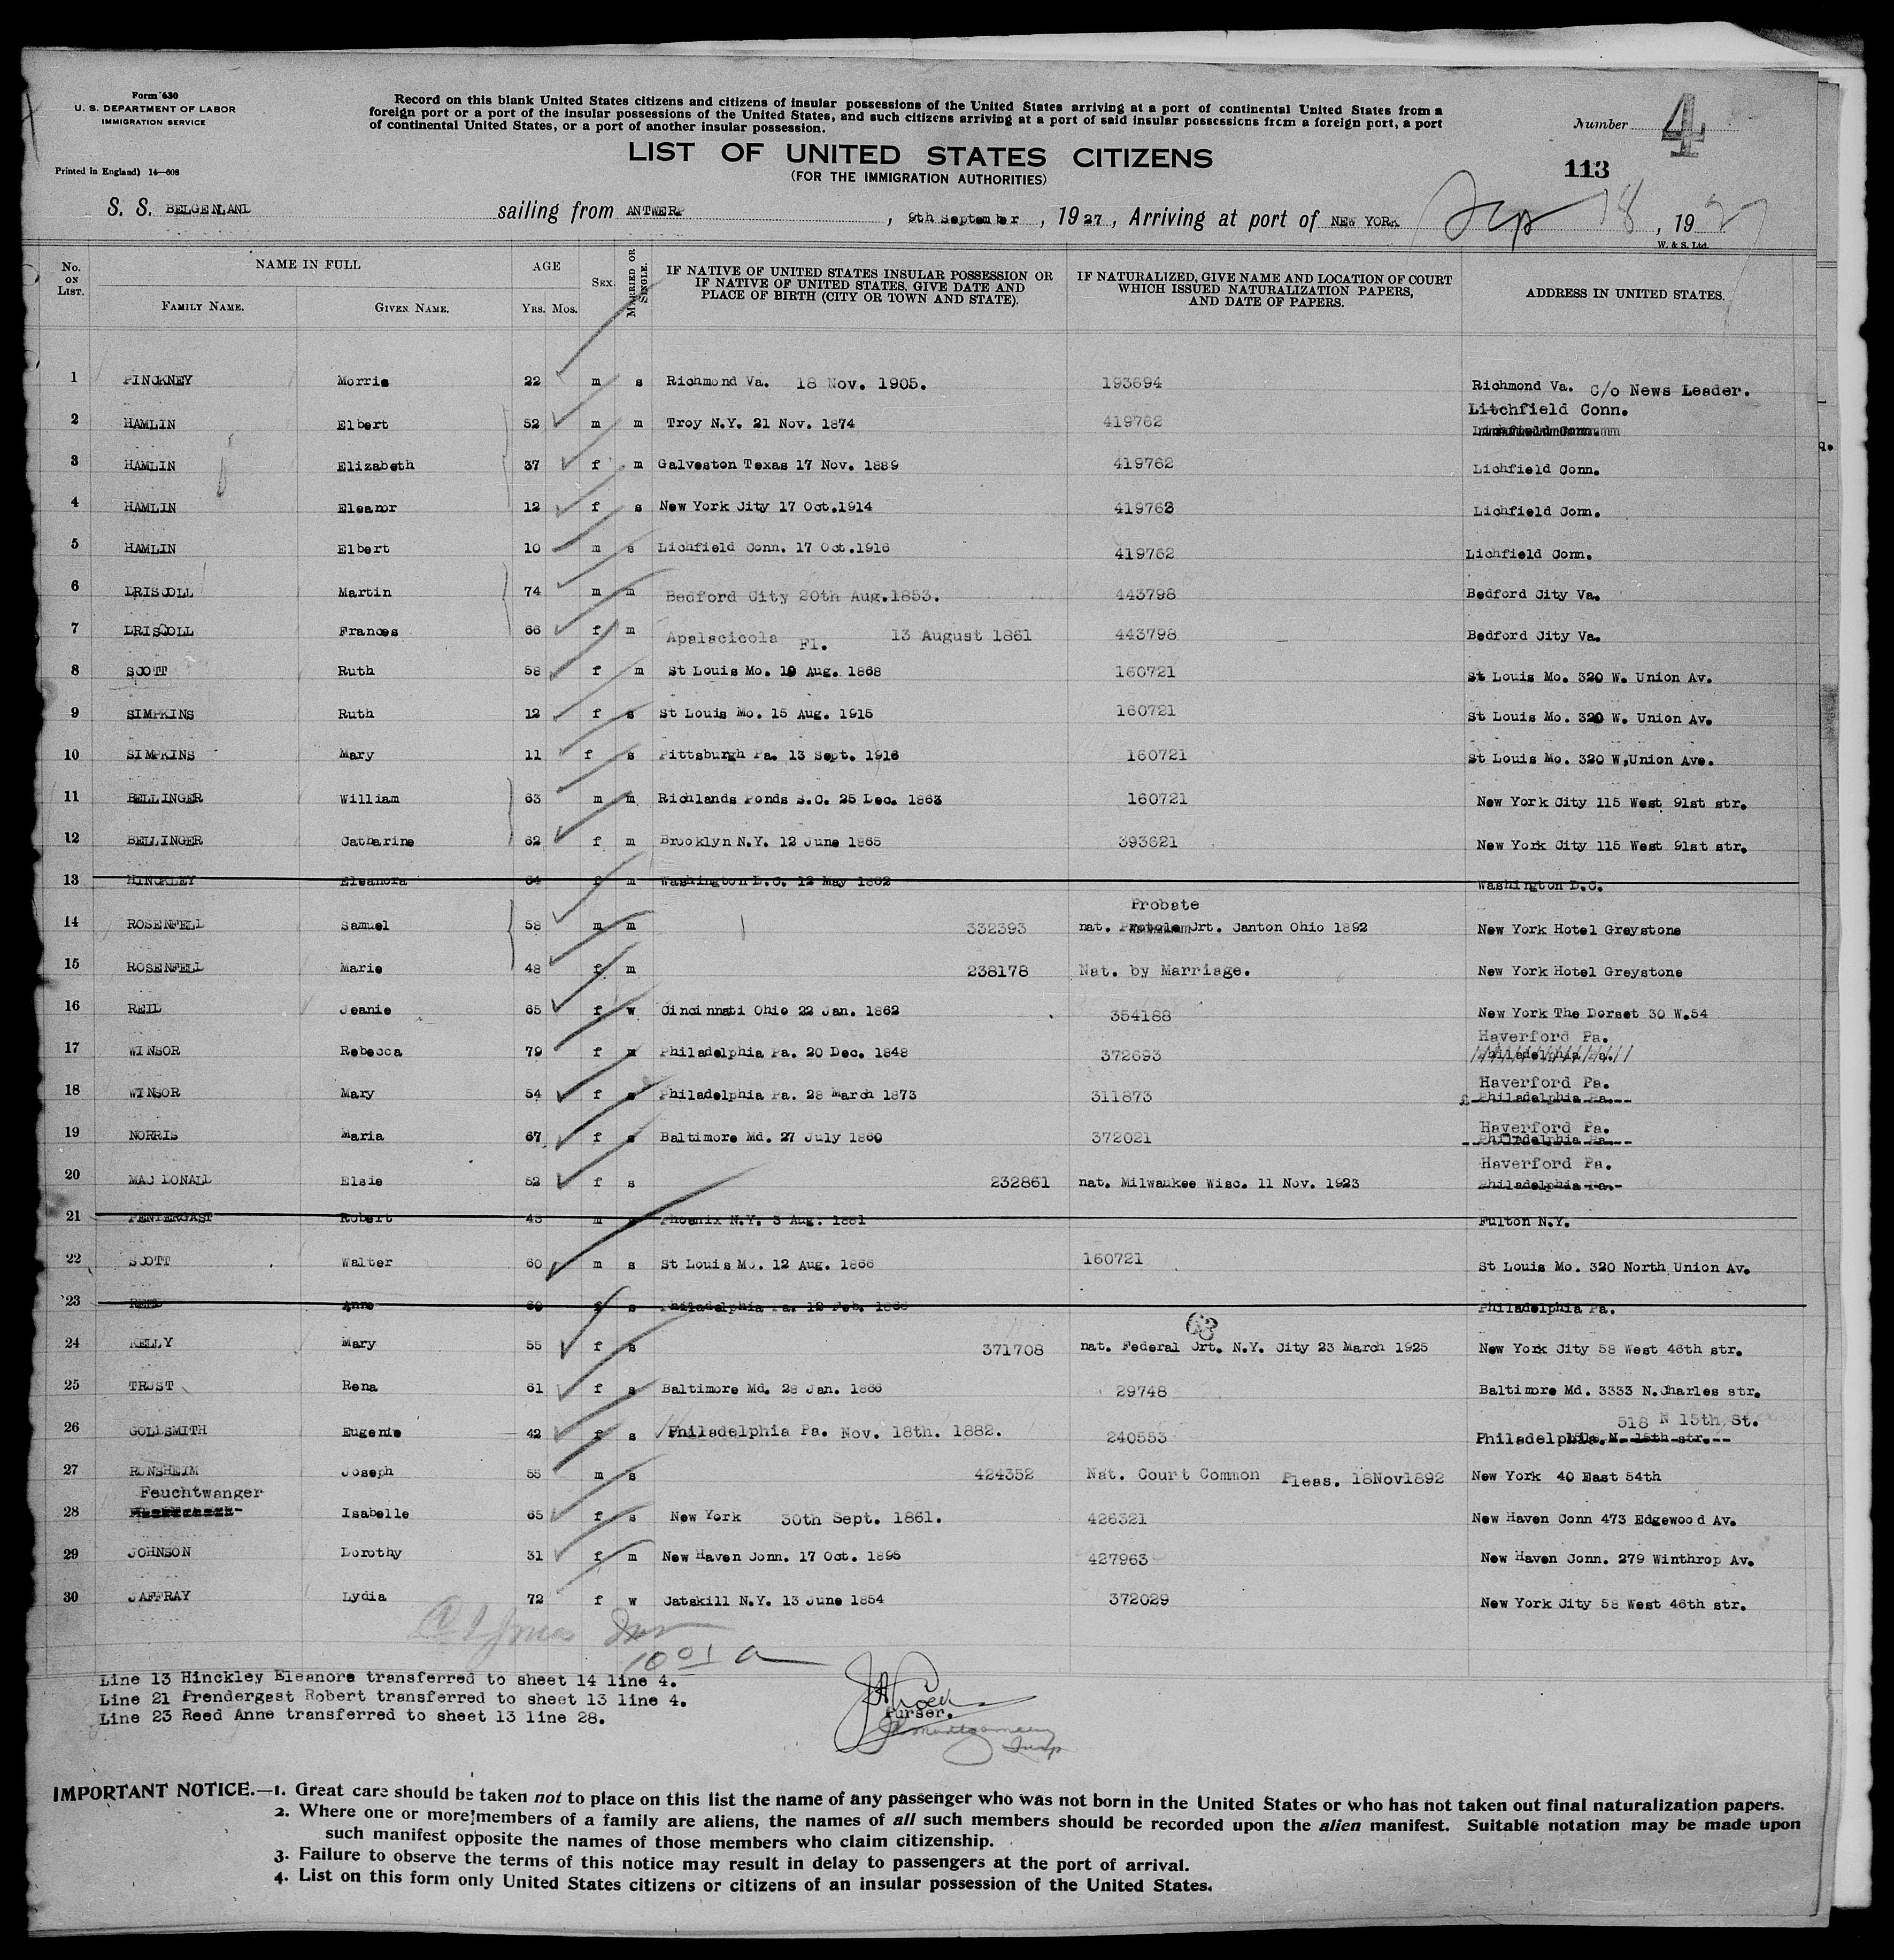 Form 630
U. S. DEPARTMENT OF LABOR
IMMIGRATION SERVICE
Printed in England) 14—608
Record on this blank United States citizens and citizens of insular possessions of the United States arriving at a port of continental United States from a
foreign port or a port of the insular possessions of the United States, and such citizens arriving at a port of said insular possessions from a foreign port, a port
of continental United States, or a port of another insular possession.
Number 4
LIST OF UNITED STATES CITIZENS
(FOR THE IMMIGRATION AUTHORITIES)
113
S. S. BELGENLAND sailing from ANTWERP, 9th September, 1927, Arriving at port of NEW YORK Sep 18, 1927
W. & S. Ltd.
No. ON LIST. NAME IN FULL FAMILY NAME. GIVEN NAME. AGE YRS. MOS. SEX. MARRIED OR SINGLE. IF NATIVE OF UNITED STATES INSULAR POSSESSION OR IF NATIVE OF UNITED STATES, GIVE DATE AND PLACE OF BIRTH (CITY OR TOWN AND STATE). IF NATURALIZED, GIVE NAME AND LOCATION OF COURT WHICH ISSUED NATURALIZATION PAPERS, AND DATE OF PAPERS. ADDRESS IN UNITED STATES.
1 PINCKNEY Morris 22 m s Richmond Va. 18 Nov. 1905. 193694 Richmond Va. C/o News Leader.
Litchfield Conn.
2 HAMLIN Elbert 52 m m Troy N.Y. 21 Nov. 1874 419762
3 HAMLIN Elizabeth 37 f m Galveston Texas 17 Nov. 1889 419762 Lichfield Conn.
4 HAMLIN Eleanor 12 f s New York City 17 Oct.1914 419762 Lichfield Conn.
5 HAMLIN Elbert 10 m s Lichfield Conn. 17 Oct.1916 419762 Lichfield Conn.
6 DRISCOLL Martin 74 m m Bedford City 20th Aug.1853. 443798 Bedford City Va.
7 DRISCOLL Frances 66 f m Apalacicola Fl. 13 August 1861 443798 Bedford City Va.
8 SCOTT Ruth 58 f m St Louis Mo. 19 Aug. 1868 160721 St Louis Mo. 320 W. Union Av.
9 SIMPKINS Ruth 12 f s St Louis Mo. 15 Aug. 1915 160721 St Louis Mo. 320 W. Union Av.
10 SIMPKINS Mary 11 f s Pittsburgh Pa. 13 Sept. 1916 160721 St Louis Mo. 320 W,Union Ave.
11 BELLINGER William 63 m m Richlands Ponds S.C. 25 Dec. 1863 160721 New York City 115 West 91st str.
12 BELLINGER Catharine 62 f m Brooklyn N.Y. 12 June 1865 393621 New York City 115 West 91st str.
13 HINCKLEY Eleanora 64 f m Washington D.C. 12 May 1862 Washington D.C.
Probate
14 ROSENFELD Samuel 58 m m 332393 nat. Crt. Canton Ohio 1892 New York Hotel Greystone
15 ROSENFELD Marie 48 f m 238178 Nat. by Marriage. New York Hotel Greystone
16 REID Jeanie 65 f w Cincinnati Ohio 22 Jan. 1862 354188 New York The Dorset 30 W.54
Haverford Pa.
17 WINSOR Rebecca 79 f Philadelphia Pa. 20 Dec. 1848 372693 Philadelphia Pa.
Haverford Pa.
18 WINSOR Mary 54 f s Philadelphia Pa. 28 March 1873 311873 Philadelphia Pa.
Haverford Pa.
19 NORRIS Maria 67 f s Baltimore Md. 27 July 1860 372021 Philadelphia Pa.
Haverford Pa.
20 MAC DONALD Elsie 52 f s 232861 nat. Milwaukee Wisc. 11 Nov. 1923 Philadelphia Pa.
21 PENDERGAST Robert 43 m Phoenix N.Y. 3 Aug. 1881 Fulton N.Y.
22 SCOTT Walter 60 m s St Louis Mo. 12 Aug. 1866 160721 St Louis Mo. 320 North Union Av.
23 REED Anne 60 f s Philadelphia Pa. 12 Feb. Philadelphia Pa.
24 KELLY Mary 55 f s 371708 nat. Federal Crt. N.Y. City 23 March 1925 New York City 58 West 46th str.
25 TRUST Rena 61 f s Baltimore Md. 28 Jan. 1866 29748 Baltimore Md. 3333 N.Charles str.
518 N 15th St.
26 GOLDSMITH Eugenie 42 f s Philadelphia Pa. Nov. 18th. 1882. 240553 Philadelphia. N. 15th str.
27 RONSHEIM Joseph 55 m s 424352 Nat. Court Common Pleas. 18Nov1892 New York 40 East 54th
Feuchtwanger
28 Isabelle 65 f s New York 30th Sept. 1861. 426321 New Haven Conn 473 Edgewood Av.
29 JOHNSON Dorothy 31 f m New Haven Conn. 17 Oct. 1895 427963 New Haven Conn. 279 Winthrop Av.
30 JAFFRAY Lydia 72 f w Catskill N.Y. 13 June 1854 372029 New York City 58 West 46th str.
Line 13 Hinckley Eleanore transferred to sheet 14 line 4.
Line 21 Prendergast Robert transferred to sheet 13 line 4.
Line 23 Reed Anne transferred to sheet 13 line 28.
Purser.
IMPORTANT NOTICE.—1. Great care should be taken not to place on this list the name of any passenger who was not born in the United States or who has not taken out final naturalization papers.
2. Where one or more members of a family are aliens, the names of all such members should be recorded upon the alien manifest. Suitable notation may be made upon
such manifest opposite the names of those members who claim citizenship.
3. Failure to observe the terms of this notice may result in delay to passengers at the port of arrival.
4. List on this form only United States citizens or citizens of an insular possession of the United States.